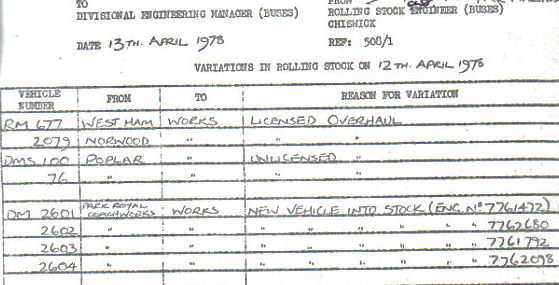 TO FROM
DIVISIONAL ENGINEERING MANAGER (BUSES) ROLLING STOCK ENGINEER (BUSES)
CHISWICK
DATE 13TH. APRIL 1978 REF: 500/1
VARIATIONS IN ROLLING STOCK ON 12TH. APRIL 1978
VEHICLE NUMBER FROM TO REASON FOR VARIATION
RM 677 WEST HAM WORKS LICENSED OVERHAUL
2079 NORWOOD " " "
DMS 100 POPLAR " UNLICENSED "
76 " " " "
DM 2601 PARK ROYAL COACHWORKS WORKS NEW VEHICLE INTO STOCK (ENG. No 7761472)
2602 " " " " " " " 7762680
2603 " " " " " " " 7761792
2604 " " " " " " " 7762098